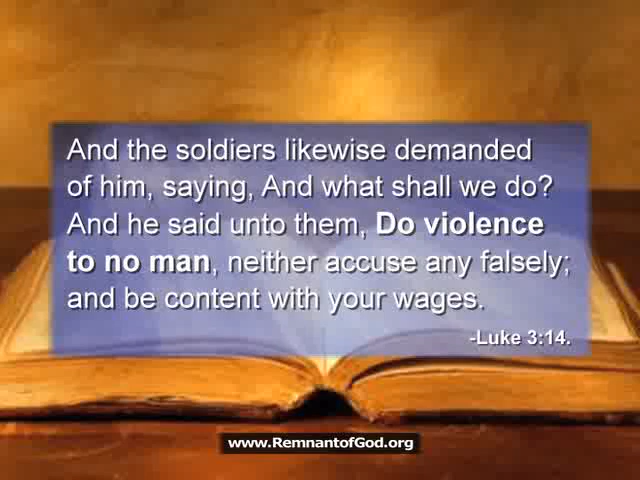 And the soldiers likewise demanded
of him, saying, And what shall we do?
And he said unto them, Do violence
to no man, neither accuse any falsely;
and be content with your wages.
-Luke 3:14.
www.RemnantofGod.org